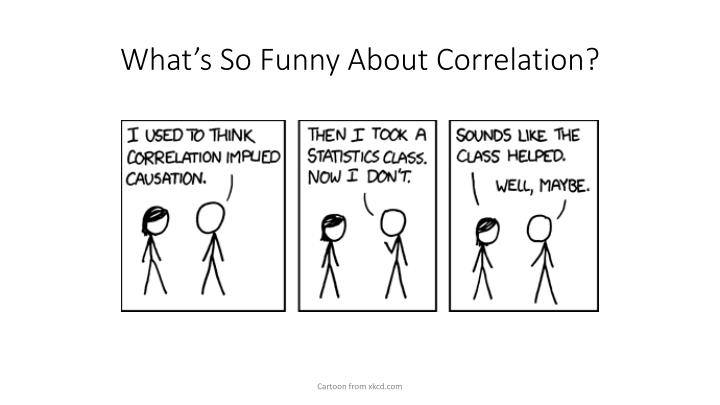 What's So Funny About Correlation?
I USED TO THINK
CORRELATION IMPLIED
CAUSATION.
THEN I TOOK A
STATISTICS CLASS.
NOW I DON'T.
SOUNDS LIKE THE
CLASS HELPED.
WELL, MAYBE.
Cartoon from xkcd.com